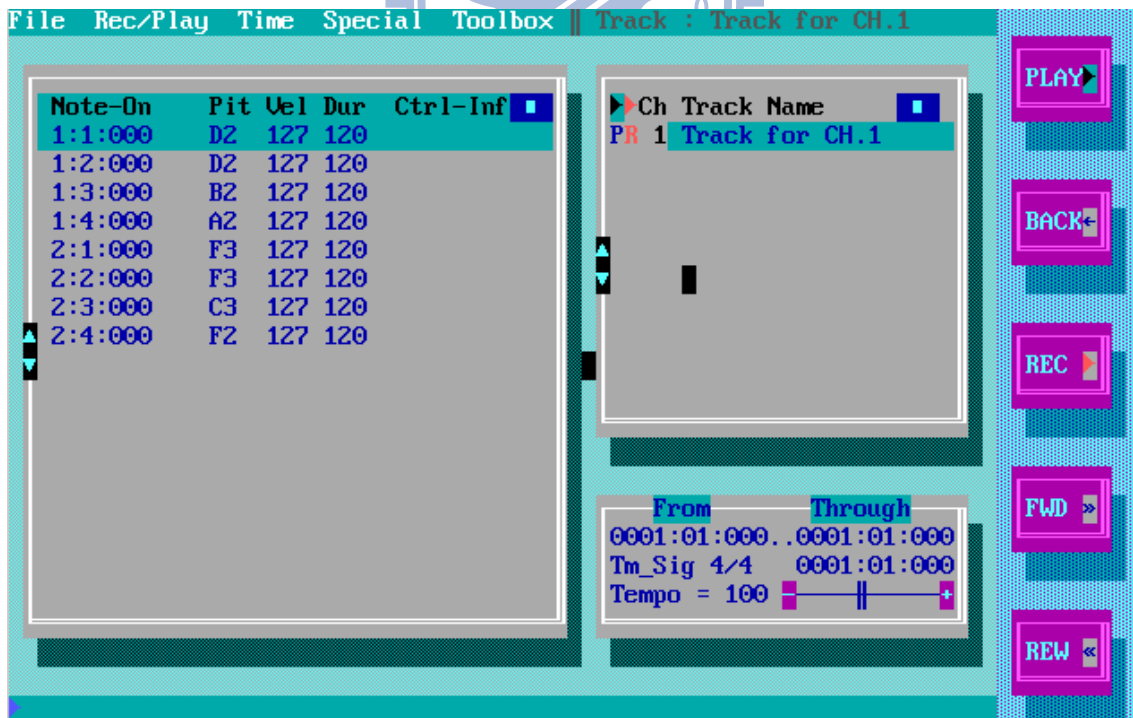 File Rec/Play Time Special Toolbox ‖ Track : Track for CH.1
Note-On Pit Vel Dur Ctrl-Inf
1:1:000 D2 127 120
1:2:000 D2 127 120
1:3:000 B2 127 120
1:4:000 A2 127 120
2:1:000 F3 127 120
2:2:000 F3 127 120
2:3:000 C3 127 120
2:4:000 F2 127 120
Ch Track Name
PR 1 Track for CH.1
From Through
0001:01:000..0001:01:000
Tm_Sig 4/4 0001:01:000
Tempo = 100 - +
PLAY
BACK←
REC
FWD »
REW «